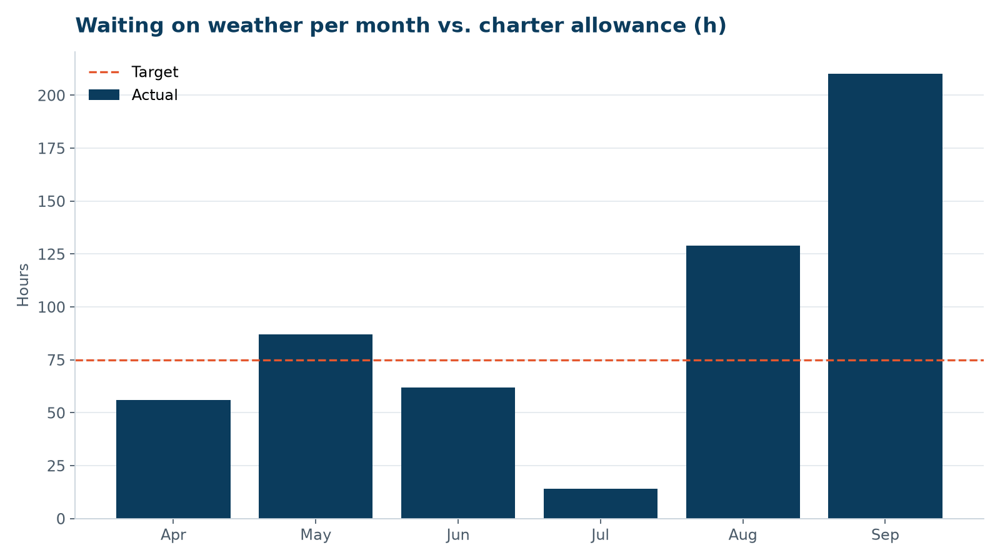 Waiting on weather per month vs. charter allowance (h)
Target
Actual
200
175
150
125
100
75
50
25
0
Hours
Apr May Jun Jul Aug Sep